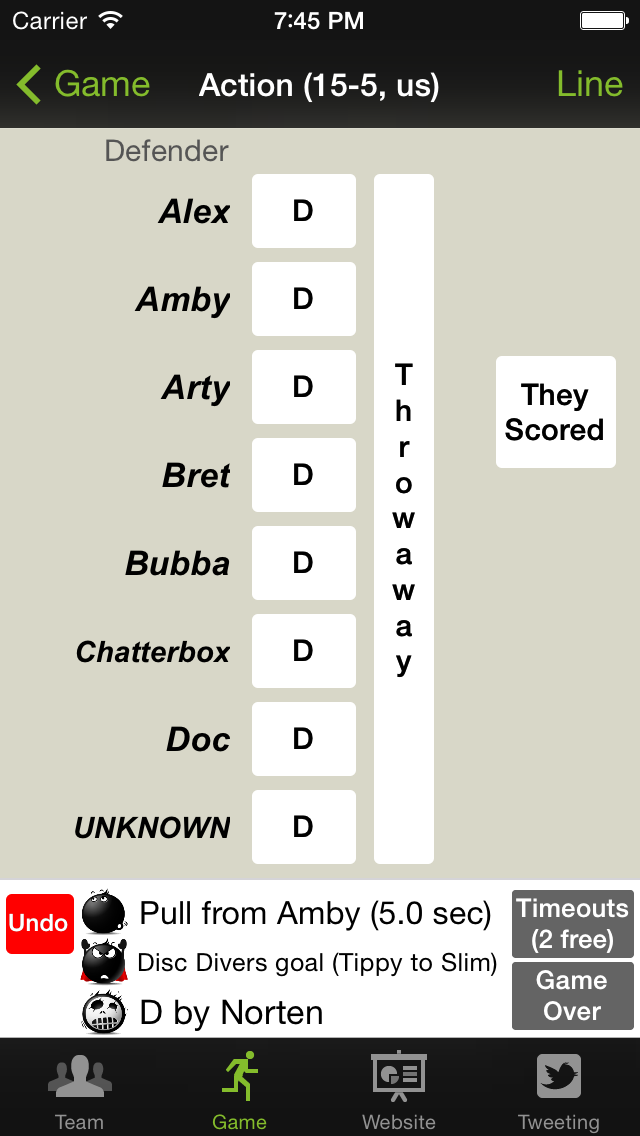 Carrier 7:45 PM
Game Action (15-5, us) Line
Defender
Alex D
Amby D
Arty D
Bret D
Bubba D
Chatterbox D
Doc D
UNKNOWN D
Throwaway
They
Scored
Undo
Pull from Amby (5.0 sec)
Disc Divers goal (Tippy to Slim)
D by Norten
Timeouts
(2 free)
Game
Over
Team Game Website Tweeting